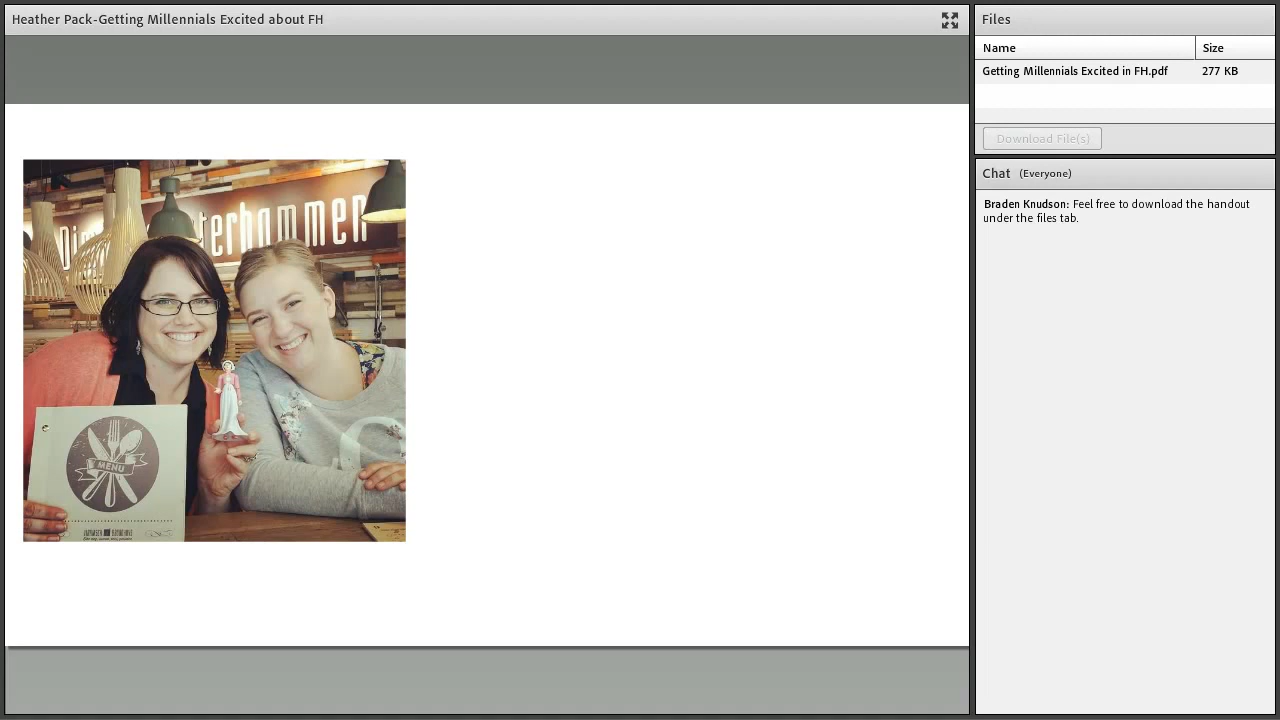 Heather Pack-Getting Millennials Excited about FH
Files
Name Size
Getting Millennials Excited in FH.pdf 277 KB
Download File(s)
Chat (Everyone)
Braden Knudson: Feel free to download the handout
under the files tab.
MENU